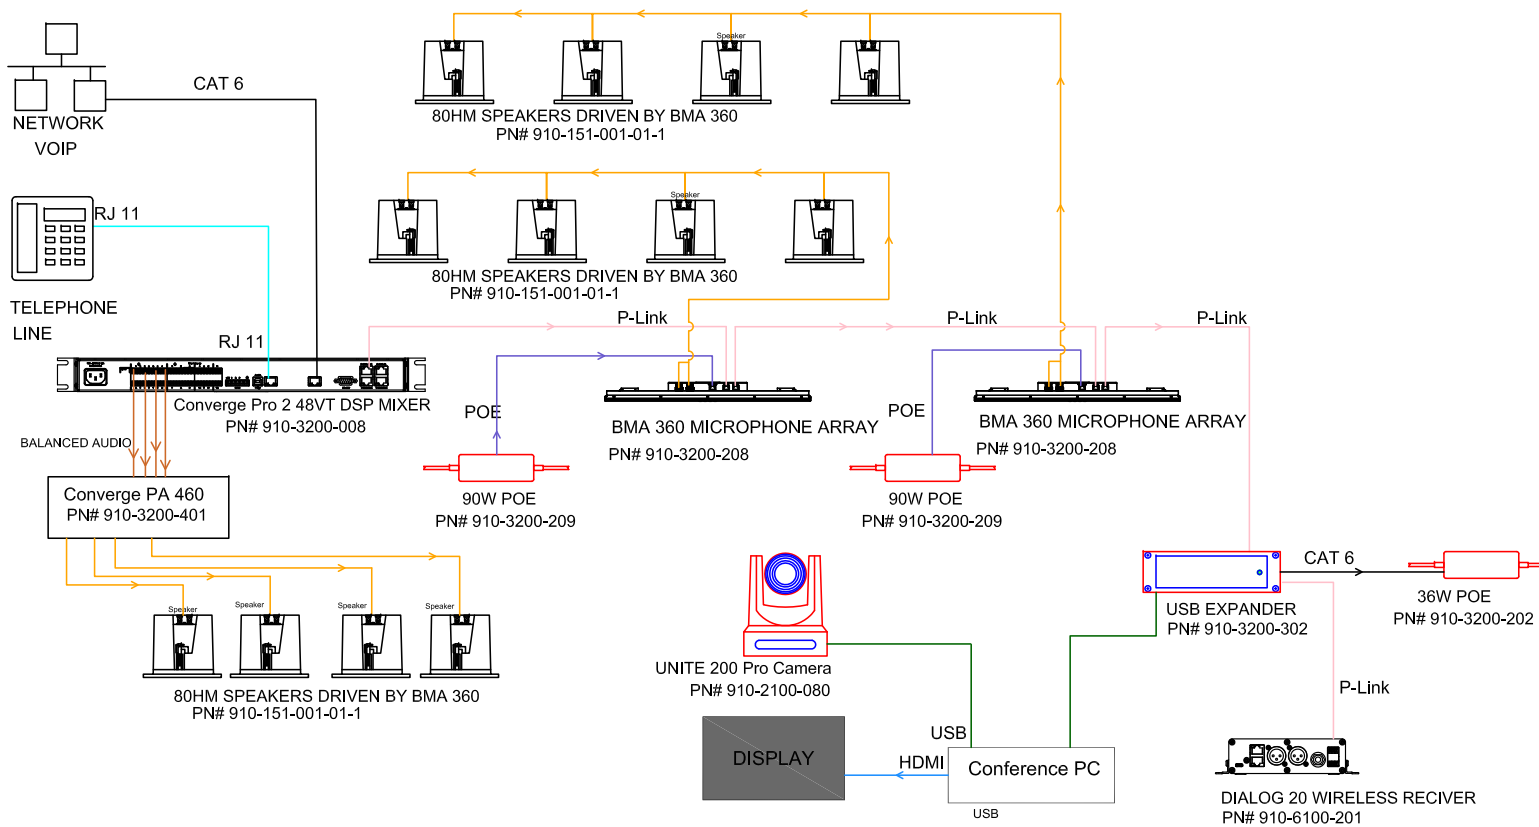 Speaker
80HM SPEAKERS DRIVEN BY BMA 360
PN# 910-151-001-01-1
CAT 6
NETWORK
VOIP
Speaker
80HM SPEAKERS DRIVEN BY BMA 360
PN# 910-151-001-01-1
RJ 11
TELEPHONE
LINE
RJ 11
P-Link
P-Link
P-Link
Converge Pro 2 48VT DSP MIXER
PN# 910-3200-008
BALANCED AUDIO
POE
BMA 360 MICROPHONE ARRAY
PN# 910-3200-208
POE
BMA 360 MICROPHONE ARRAY
PN# 910-3200-208
Converge PA 460
PN# 910-3200-401
90W POE
PN# 910-3200-209
90W POE
PN# 910-3200-209
Speaker
Speaker
Speaker
Speaker
80HM SPEAKERS DRIVEN BY BMA 360
PN# 910-151-001-01-1
UNITE 200 Pro Camera
PN# 910-2100-080
CAT 6
USB EXPANDER
PN# 910-3200-302
36W POE
PN# 910-3200-202
P-Link
USB
DISPLAY
HDMI
Conference PC
USB
DIALOG 20 WIRELESS RECIVER
PN# 910-6100-201